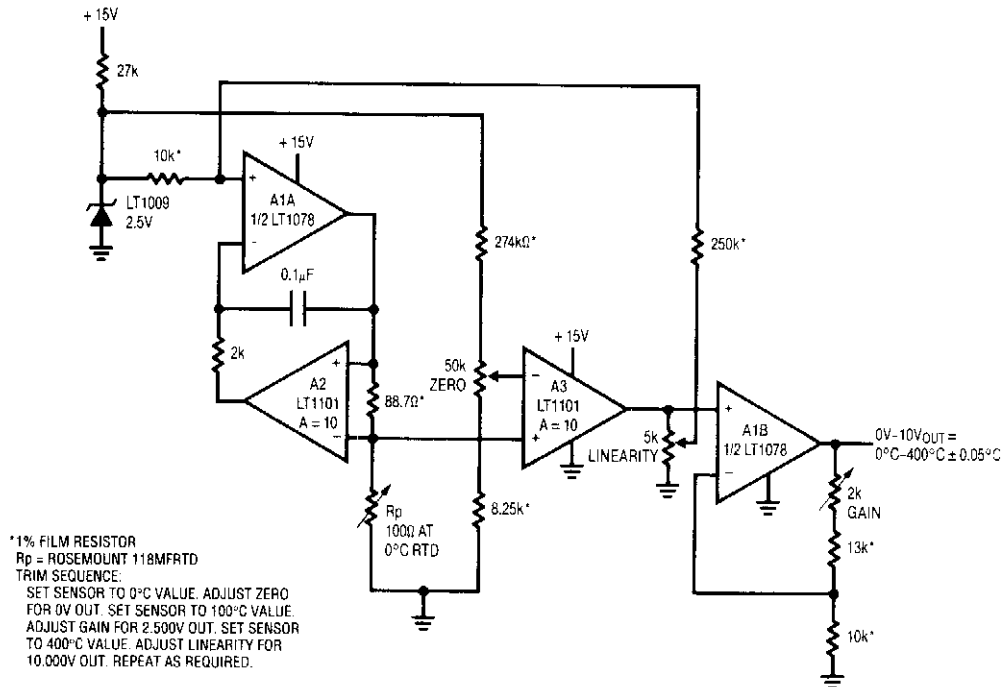 + 15V
27k
10k*
+ 15V
LT1009
2.5V
+
A1A
1/2 LT1078
-
0.1µF
2k
+
A2
LT1101
A = 10
-
88.7Ω*
Rp
100Ω AT
0°C RTD
274kΩ*
50k
ZERO
8.25k*
+ 15V
-
A3
LT1101
A = 10
+
5k
LINEARITY
250k*
+
A1B
1/2 LT1078
-
0V–10VOUT =
0°C–400°C ± 0.05°C
2k
GAIN
13k*
10k*
*1% FILM RESISTOR
Rp = ROSEMOUNT 118MFRTD
TRIM SEQUENCE:
SET SENSOR TO 0°C VALUE. ADJUST ZERO
FOR 0V OUT. SET SENSOR TO 100°C VALUE.
ADJUST GAIN FOR 2.500V OUT. SET SENSOR
TO 400°C VALUE. ADJUST LINEARITY FOR
10.000V OUT. REPEAT AS REQUIRED.